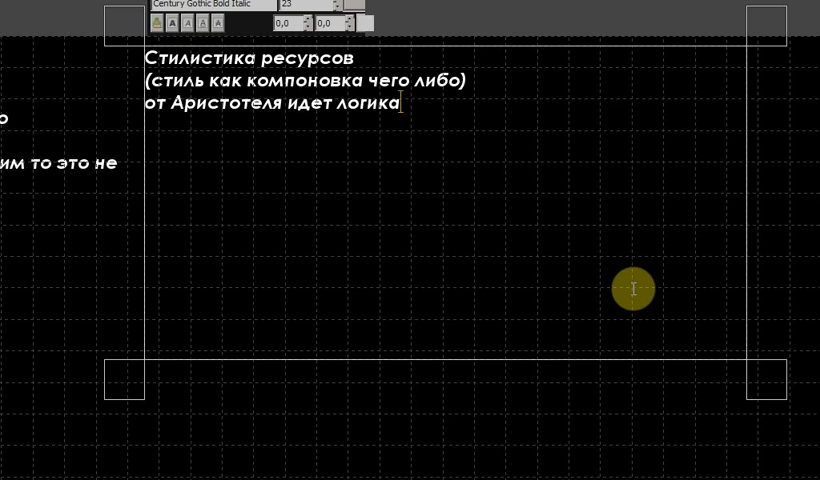 Century Gothic Bold Italic 23
A A A A A 0,0 0,0
Стилистика ресурсов
(стиль как компоновка чего либо)
от Аристотеля идет логика
о
им то это не